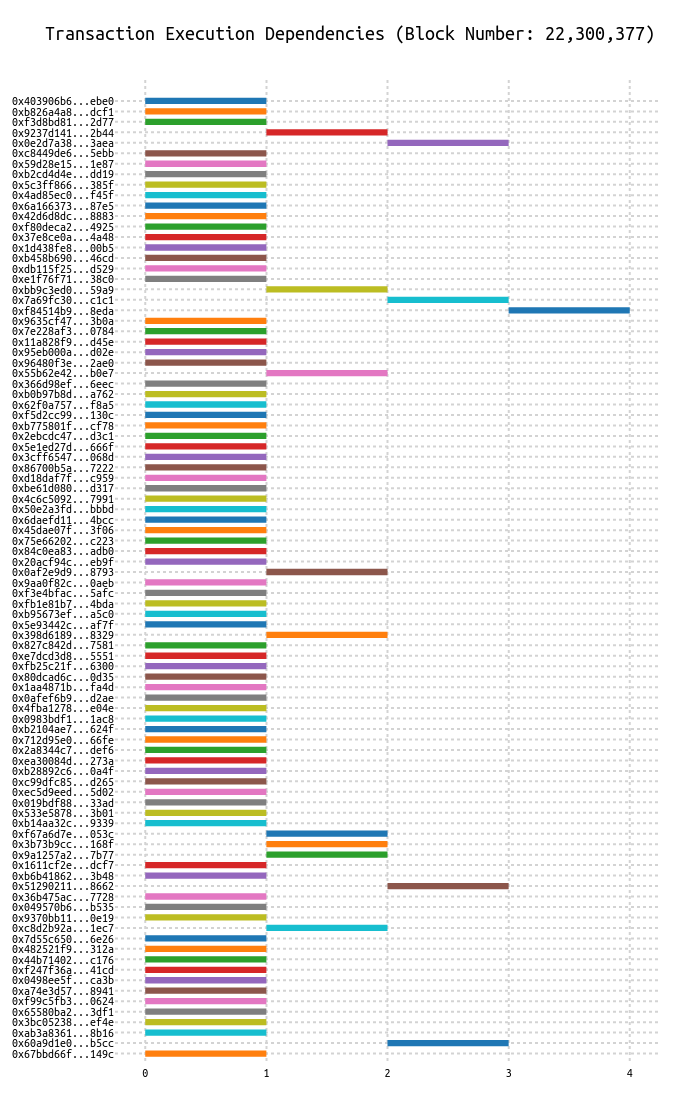 Transaction Execution Dependencies (Block Number: 22,300,377)
0x403906b6...ebe0
0xb826a4a8...dcf1
0xf3d8bd81...2d77
0x9237d141...2b44
0x0e2d7a38...3aea
0xc8449de6...5ebb
0x59d28e15...1e87
0xb2cd4d4e...dd19
0x5c3ff866...385f
0x4ad85ec0...f45f
0x6a166373...87e5
0x42d6d8dc...8883
0xf80deca2...4925
0x37e8ce0a...4a48
0x1d438fe8...00b5
0xb458b690...46cd
0xdb115f25...d529
0xe1f76f71...38c0
0xbb9c3ed0...59a9
0x7a69fc30...c1c1
0xf84514b9...8eda
0x9635cf47...3b0a
0x7e228af3...0784
0x11a828f9...d45e
0x95eb000a...d02e
0x96480f3e...2ae0
0x55b62e42...b0e7
0x366d98ef...6eec
0xb0b97b8d...a762
0x62f0a757...f8a5
0xf5d2cc99...130c
0xb775801f...cf78
0x2ebcdc47...d3c1
0x5e1ed27d...666f
0x3cff6547...068d
0x86700b5a...7222
0xd18daf7f...c959
0xbe61d080...d317
0x4c6c5092...7991
0x50e2a3fd...bbbd
0x6daefd11...4bcc
0x45dae07f...3f06
0x75e66202...c223
0x84c0ea83...adb0
0x20acf94c...eb9f
0x0af2e9d9...8793
0x9aa0f82c...0aeb
0xf3e4bfac...5afc
0xfb1e81b7...4bda
0xb95673ef...a5c0
0x5e93442c...af7f
0x398d6189...8329
0x827c842d...7581
0xe7dcd3d8...5551
0xfb25c21f...6300
0x80dcad6c...0d35
0x1aa4871b...fa4d
0x0afef6b9...d2ae
0x4fba1278...e04e
0x0983bdf1...1ac8
0xb2104ae7...624f
0x712d95e0...66fe
0x2a8344c7...def6
0xea30084d...273a
0xb28892c6...0a4f
0xc99dfc85...d265
0xec5d9eed...5d02
0x019bdf88...33ad
0x533e5878...3b01
0xb14aa32c...9339
0xf67a6d7e...053c
0x3b73b9cc...168f
0x9a1257a2...7b77
0x1611cf2e...dcf7
0xb6b41862...3b48
0x51290211...8662
0x36b475ac...7728
0x049570b6...b535
0x9370bb11...0e19
0xc8d2b92a...1ec7
0x7d55c650...6e26
0x482521f9...312a
0x44b71402...c176
0xf247f36a...41cd
0x0498ee5f...ca3b
0xa74e3d57...8941
0xf99c5fb3...0624
0x65580ba2...3df1
0x3bc05238...ef4e
0xab3a8361...8b16
0x60a9d1e0...b5cc
0x67bbd66f...149c
0 1 2 3 4